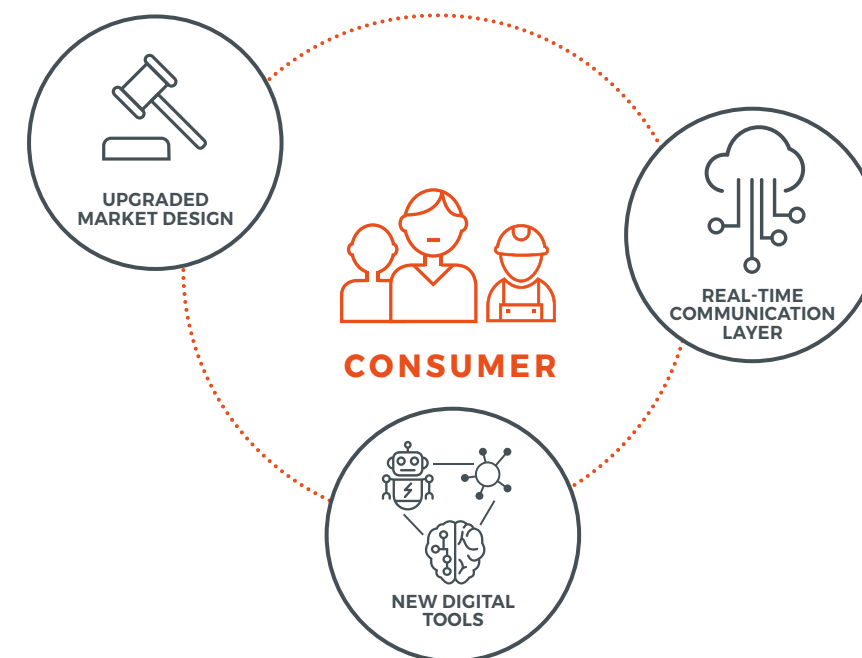 UPGRADED
MARKET DESIGN
REAL-TIME
COMMUNICATION
LAYER
CONSUMER
NEW DIGITAL
TOOLS